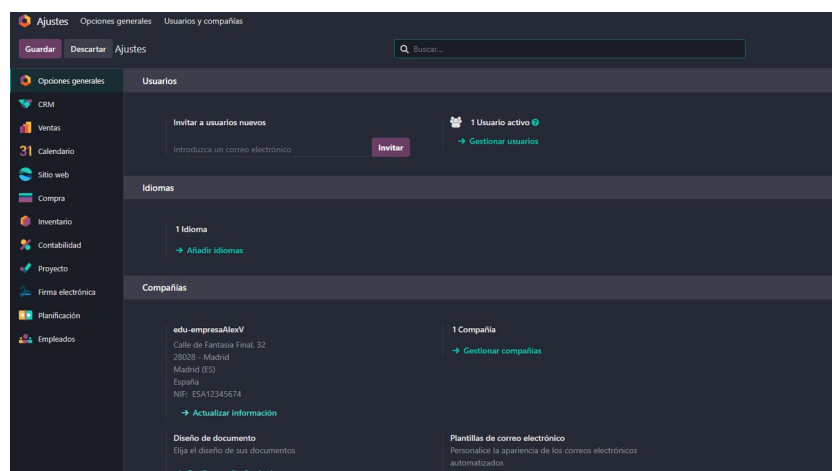 Ajustes Opciones generales Usuarios y compañías
Guardar Descartar Ajustes Buscar...
Opciones generales
CRM
Ventas
31 Calendario
Sitio web
Compra
Inventario
Contabilidad
Proyecto
Firma electrónica
Planificación
Empleados
Usuarios
Invitar a usuarios nuevos
Introduzca un correo electrónico Invitar
1 Usuario activo ?
→ Gestionar usuarios
Idiomas
1 Idioma
→ Añadir idiomas
Compañías
edu-empresaAlexV
Calle de Fantasia Final, 32
28028 - Madrid
Madrid (ES)
España
NIF: ESA12345674
→ Actualizar información
1 Compañía
→ Gestionar compañías
Diseño de documento
Elija el diseño de sus documentos
Plantillas de correo electrónico
Personalice la apariencia de los correos electrónicos
automatizados